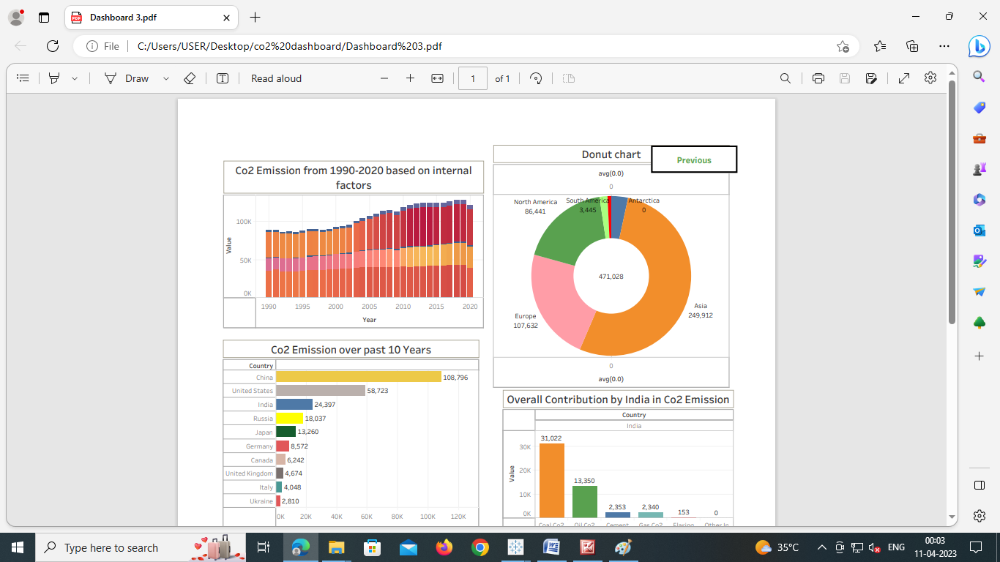 Dashboard 3.pdf
File
C:/Users/USER/Desktop/co2%20dashboard/Dashboard%203.pdf
Draw
Read aloud
1
of 1
Co2 Emission from 1990-2020 based on internal
factors
Value
100K
50K
0K
1990 1995 2000 2005 2010 2015 2020
Year
Donut chart
Previous
avg(0.0)
0
North America
86,441
South America
3,445
Antarctica
0
471,028
Asia
249,912
Europe
107,632
0
avg(0.0)
Co2 Emission over past 10 Years
Country
China 108,796
United States 58,723
India 24,397
Russia 18,037
Japan 13,260
Germany 8,572
Canada 6,242
United Kingdom 4,674
Italy 4,048
Ukraine 2,810
0K 20K 40K 60K 80K 100K 120K
Overall Contribution by India in Co2 Emission
Country
India
Value
30K
20K
10K
0K
31,022
13,350
2,353
2,340
153
0
Coal Co2 Oil Co2 Cement Gas Co2 Flaring Other In
Type here to search
35°C
ENG
00:03
11-04-2023